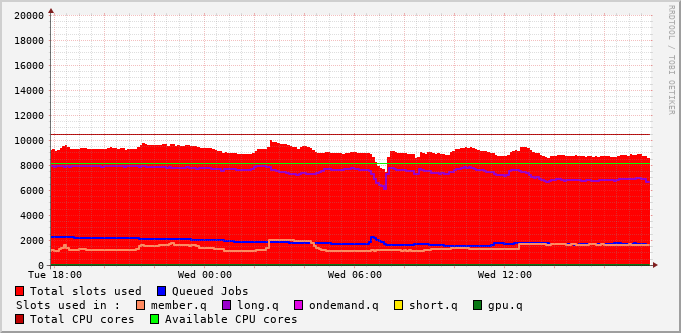 RRDTOOL / TOBI OETIKER
20000
18000
16000
14000
12000
10000
8000
6000
4000
2000
0
Tue 18:00 Wed 00:00 Wed 06:00 Wed 12:00
Total slots used Queued Jobs
Slots used in : member.q long.q ondemand.q short.q gpu.q
Total CPU cores Available CPU cores